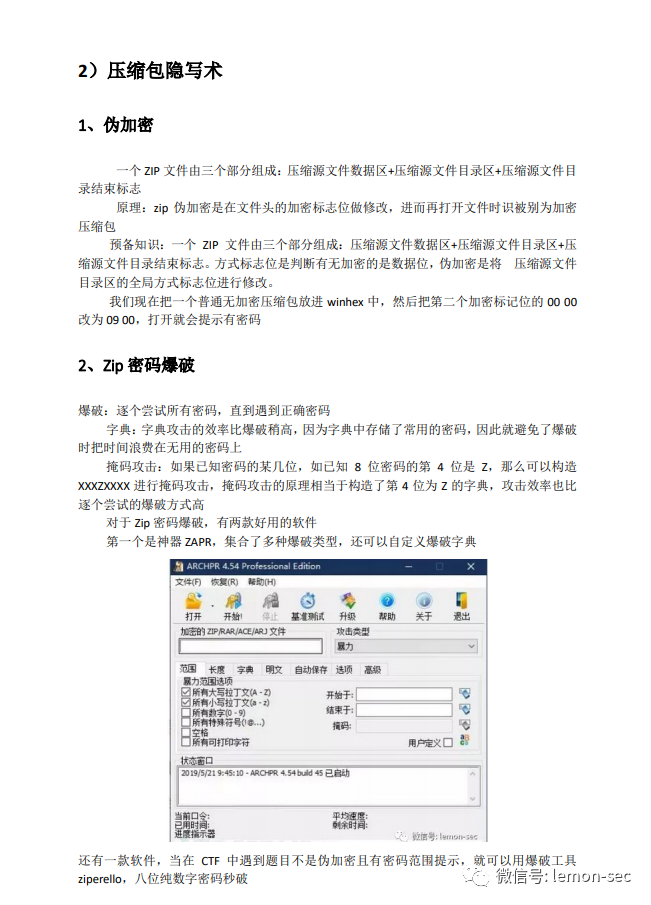 2）压缩包隐写术
1、伪加密
一个ZIP文件由三个部分组成：压缩源文件数据区+压缩源文件目录区+压缩源文件目
录结束标志
原理：zip 伪加密是在文件头的加密标志位做修改，进而再打开文件时识被别为加密
压缩包
预备知识：一个 ZIP 文件由三个部分组成：压缩源文件数据区+压缩源文件目录区+压
缩源文件目录结束标志。方式标志位是判断有无加密的是数据位，伪加密是将 压缩源文件
目录区的全局方式标志位进行修改。
我们现在把一个普通无加密压缩包放进 winhex 中，然后把第二个加密标记位的 00 00
改为 09 00，打开就会提示有密码
2、Zip 密码爆破
爆破：逐个尝试所有密码，直到遇到正确密码
字典：字典攻击的效率比爆破稍高，因为字典中存储了常用的密码，因此就避免了爆破
时把时间浪费在无用的密码上
掩码攻击：如果已知密码的某几位，如已知 8 位密码的第 4 位是 Z，那么可以构造
XXXZXXXX 进行掩码攻击，掩码攻击的原理相当于构造了第 4 位为 Z 的字典，攻击效率也比
逐个尝试的爆破方式高
对于 Zip 密码爆破，有两款好用的软件
第一个是神器 ZAPR，集合了多种爆破类型，还可以自定义爆破字典
ARCHPR 4.54 Professional Edition
文件(F) 恢复(R) 帮助(H)
打开 开始! 停止 基准测试 升级 帮助 关于 退出
加密的 ZIP/RAR/ACE/ARJ 文件 攻击类型
暴力
范围 长度 字典 明文 自动保存 选项 高级
暴力范围选项
所有大写拉丁文(A - Z) 开始于:
所有小写拉丁文(a - z) 结束于:
所有数字(0 - 9)
所有特殊符号(!@...) 掩码:
空格
所有可打印字符 用户定义
状态窗口
2019/5/21 9:45:10 - ARCHPR 4.54 build 45 已启动
当前口令: 平均速度:
已用时间: 剩余时间:
进度指示器
微信号: lemon-sec
还有一款软件，当在 CTF 中遇到题目不是伪加密且有密码范围提示，就可以用爆破工具
ziperello，八位纯数字密码秒破
微信号: lemon-sec